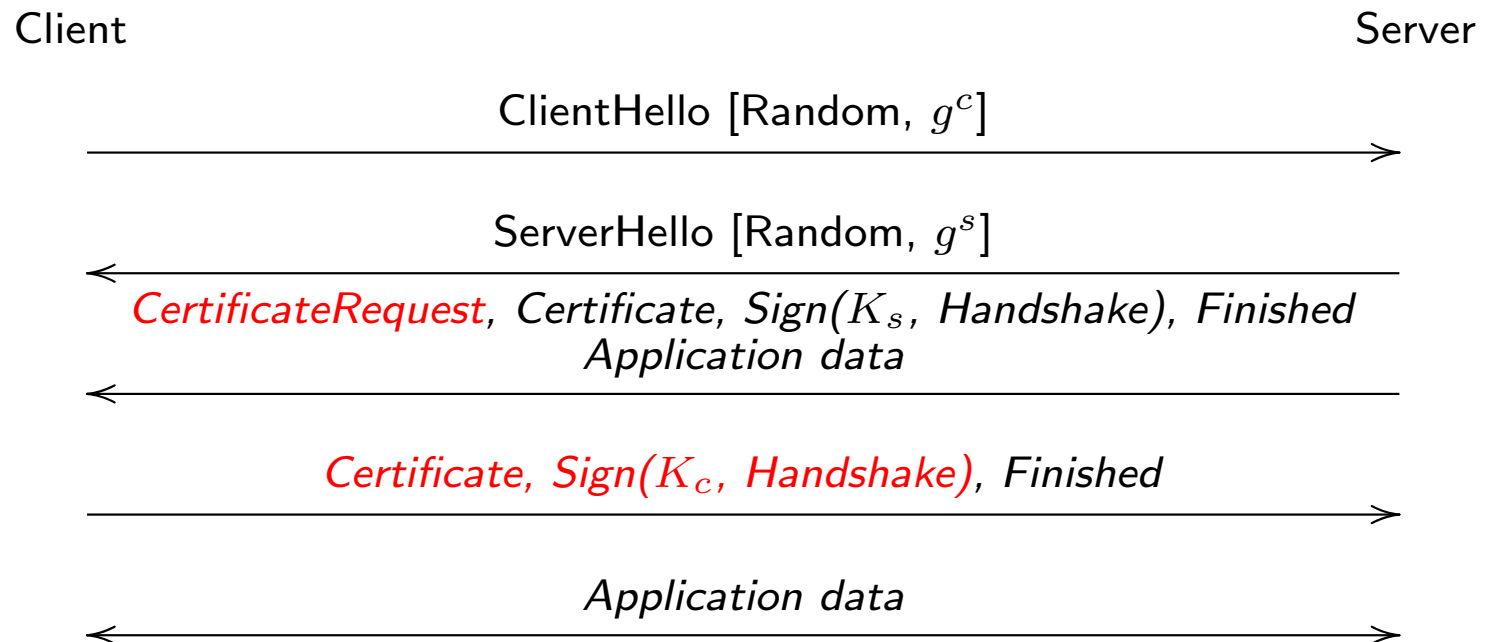 Client Server
ClientHello [Random, g^c]
ServerHello [Random, g^s]
CertificateRequest, Certificate, Sign(K_s, Handshake), Finished
Application data
Certificate, Sign(K_c, Handshake), Finished
Application data